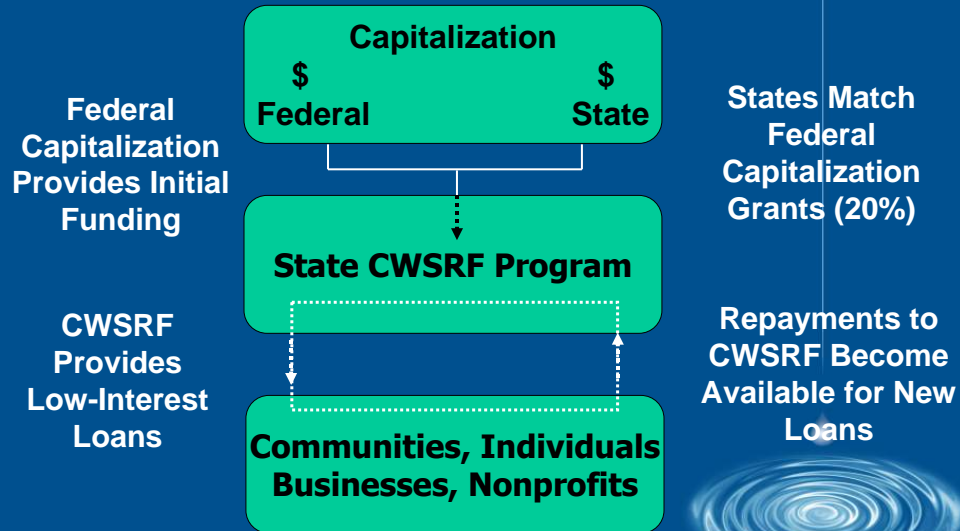 Capitalization
$ $
Federal State
Federal
Capitalization
Provides Initial
Funding
States Match
Federal
Capitalization
Grants (20%)
State CWSRF Program
CWSRF
Provides
Low-Interest
Loans
Repayments to
CWSRF Become
Available for New
Loans
Communities, Individuals
Businesses, Nonprofits